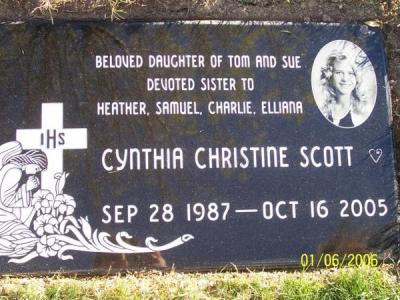 BELOVED DAUGHTER OF TOM AND SUE
DEVOTED SISTER TO
HEATHER, SAMUEL, CHARLIE, ELLIANA
IHS
CYNTHIA CHRISTINE SCOTT
SEP 28 1987 — OCT 16 2005
01/06/2006